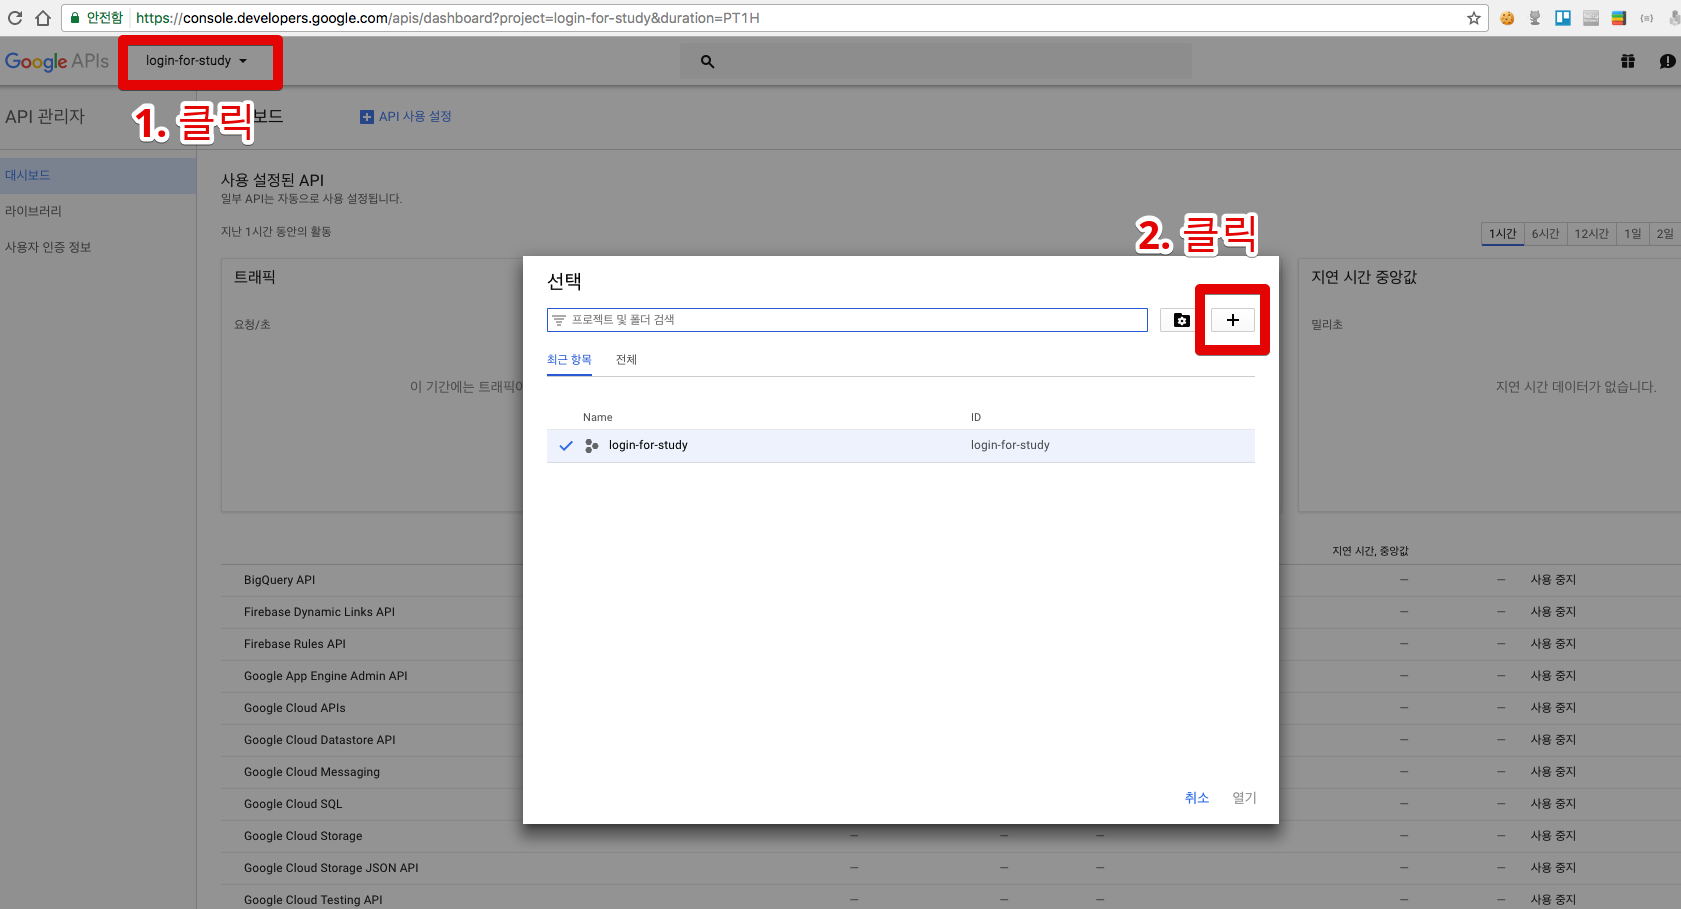 안전함 https://console.developers.google.com/apis/dashboard?project=login-for-study&duration=PT1H
Google APIs
login-for-study
API 관리자
1. 클릭
보드
API 사용 설정
대시보드
라이브러리
사용자 인증 정보
사용 설정된 API
일부 API는 자동으로 사용 설정됩니다.
지난 1시간 동안의 활동
1시간 6시간 12시간 1일 2일
트래픽
요청/초
이 기간에는 트래픽이
2. 클릭
선택
프로젝트 및 폴더 검색
최근 항목 전체
Name ID
login-for-study login-for-study
취소 열기
지연 시간 중앙값
밀리초
지연 시간 데이터가 없습니다.
지연 시간, 중앙값
BigQuery API — — 사용 중지
Firebase Dynamic Links API — — 사용 중지
Firebase Rules API — — 사용 중지
Google App Engine Admin API — — 사용 중지
Google Cloud APIs — — 사용 중지
Google Cloud Datastore API — — 사용 중지
Google Cloud Messaging — — 사용 중지
Google Cloud SQL — — 사용 중지
Google Cloud Storage — — — — — 사용 중지
Google Cloud Storage JSON API — — — — — 사용 중지
Google Cloud Testing API — — — — — 사용 중지